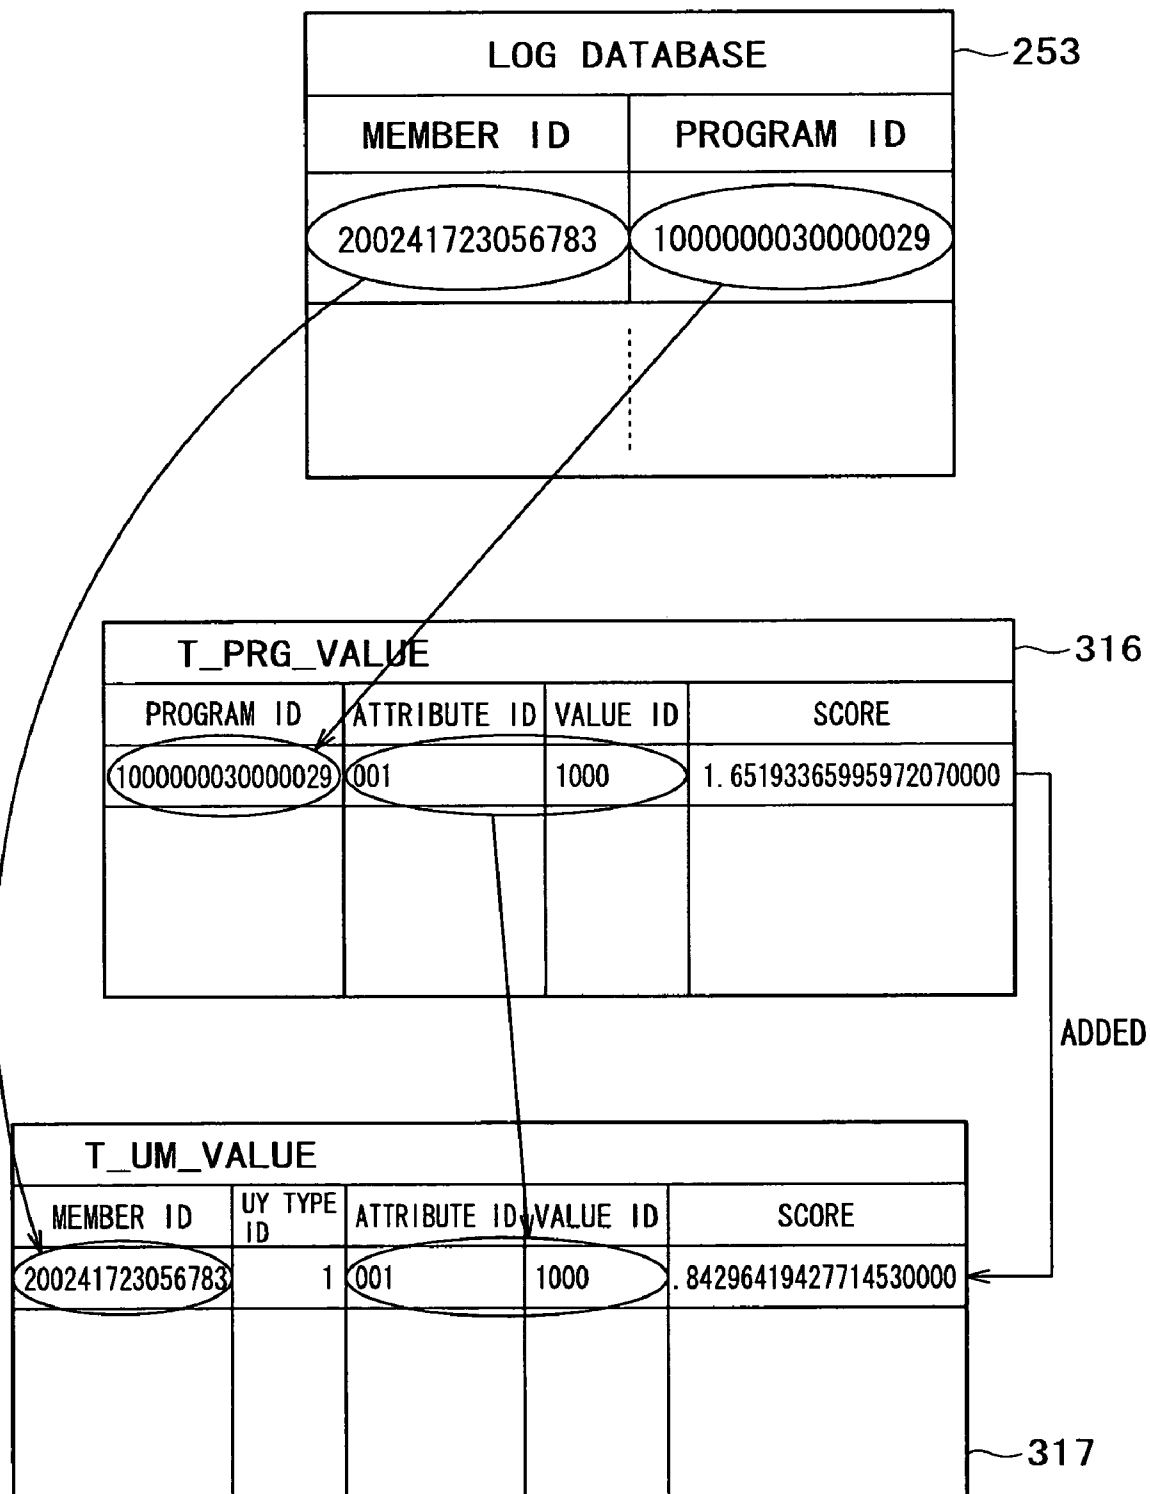 LOG DATABASE
253
MEMBER ID PROGRAM ID
200241723056783 1000000030000029
T_PRG_VALUE
316
PROGRAM ID ATTRIBUTE ID VALUE ID SCORE
1000000030000029 001 1000 1.65193365995972070000
ADDED
T_UM_VALUE
MEMBER ID UY TYPE ID ATTRIBUTE ID VALUE ID SCORE
200241723056783 1 001 1000 .84296419427714530000
317